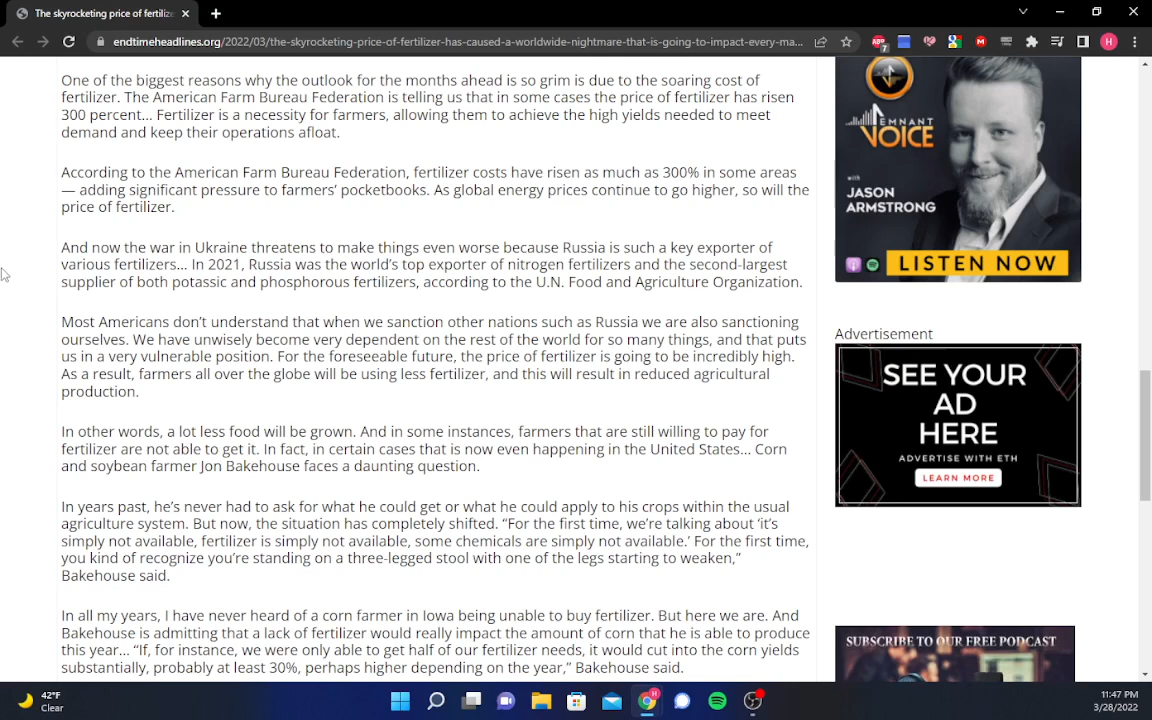 The skyrocketing price of fertiliz
endtimeheadlines.org/2022/03/the-skyrocketing-price-of-fertilizer-has-caused-a-worldwide-nightmare-that-is-going-to-impact-every-ma...
ABP
7
M
H
One of the biggest reasons why the outlook for the months ahead is so grim is due to the soaring cost of
fertilizer. The American Farm Bureau Federation is telling us that in some cases the price of fertilizer has risen
300 percent... Fertilizer is a necessity for farmers, allowing them to achieve the high yields needed to meet
demand and keep their operations afloat.
According to the American Farm Bureau Federation, fertilizer costs have risen as much as 300% in some areas
— adding significant pressure to farmers’ pocketbooks. As global energy prices continue to go higher, so will the
price of fertilizer.
And now the war in Ukraine threatens to make things even worse because Russia is such a key exporter of
various fertilizers... In 2021, Russia was the world’s top exporter of nitrogen fertilizers and the second-largest
supplier of both potassic and phosphorous fertilizers, according to the U.N. Food and Agriculture Organization.
Most Americans don’t understand that when we sanction other nations such as Russia we are also sanctioning
ourselves. We have unwisely become very dependent on the rest of the world for so many things, and that puts
us in a very vulnerable position. For the foreseeable future, the price of fertilizer is going to be incredibly high.
As a result, farmers all over the globe will be using less fertilizer, and this will result in reduced agricultural
production.
In other words, a lot less food will be grown. And in some instances, farmers that are still willing to pay for
fertilizer are not able to get it. In fact, in certain cases that is now even happening in the United States... Corn
and soybean farmer Jon Bakehouse faces a daunting question.
In years past, he’s never had to ask for what he could get or what he could apply to his crops within the usual
agriculture system. But now, the situation has completely shifted. “For the first time, we’re talking about ‘it’s
simply not available, fertilizer is simply not available, some chemicals are simply not available.’ For the first time,
you kind of recognize you’re standing on a three-legged stool with one of the legs starting to weaken,”
Bakehouse said.
In all my years, I have never heard of a corn farmer in Iowa being unable to buy fertilizer. But here we are. And
Bakehouse is admitting that a lack of fertilizer would really impact the amount of corn that he is able to produce
this year... “If, for instance, we were only able to get half of our fertilizer needs, it would cut into the corn yields
substantially, probably at least 30%, perhaps higher depending on the year,” Bakehouse said.
EMNANT
VOICE
with
JASON
ARMSTRONG
LISTEN NOW
Advertisement
SEE YOUR
AD
HERE
ADVERTISE WITH ETH
LEARN MORE
SUBSCRIBE TO OUR FREE PODCAST
42°F
Clear
H
11:47 PM
3/28/2022